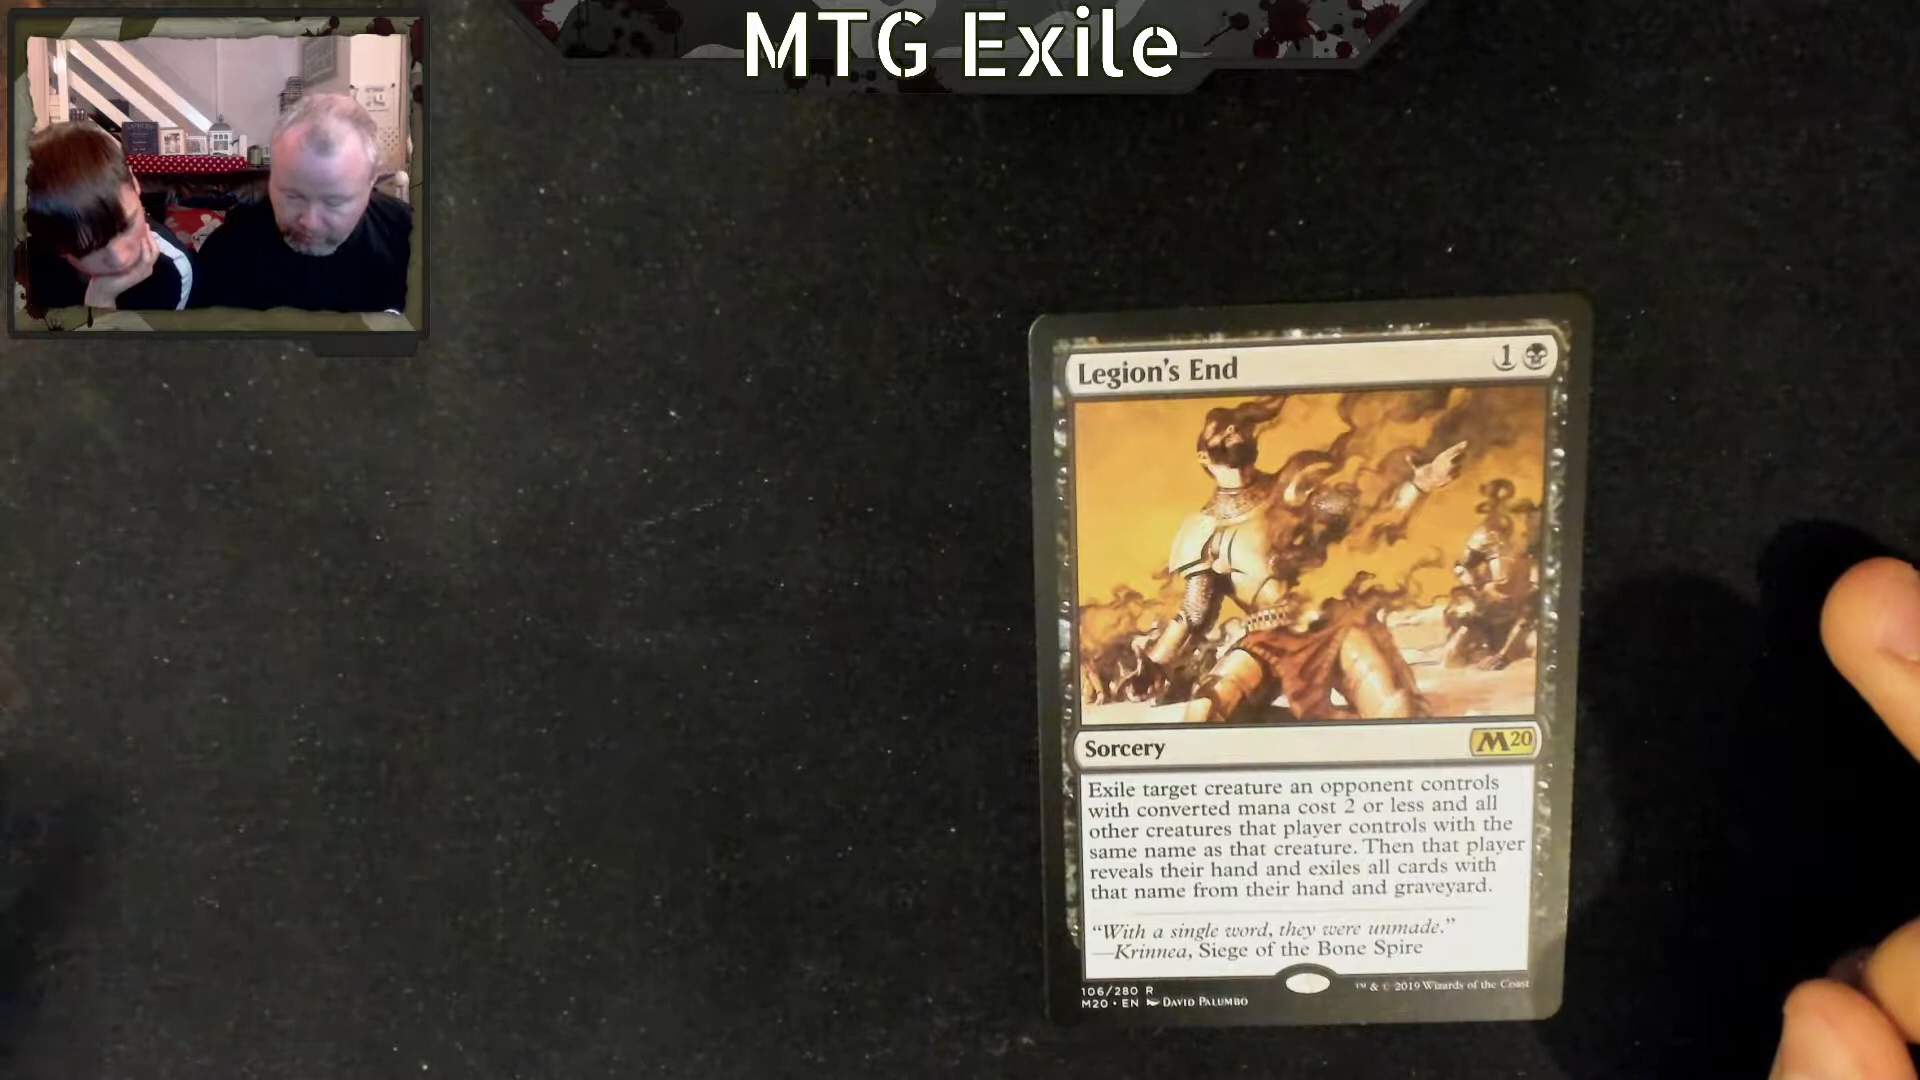 MTG Exile
Legion's End 1
Sorcery M20
Exile target creature an opponent controls
with converted mana cost 2 or less and all
other creatures that player controls with the
same name as that creature. Then that player
reveals their hand and exiles all cards with
that name from their hand and graveyard.
“With a single word, they were unmade.”
—Krinnea, Siege of the Bone Spire
106/280 R
M20 • EN DAVID PALUMBO
™ & © 2019 Wizards of the Coast